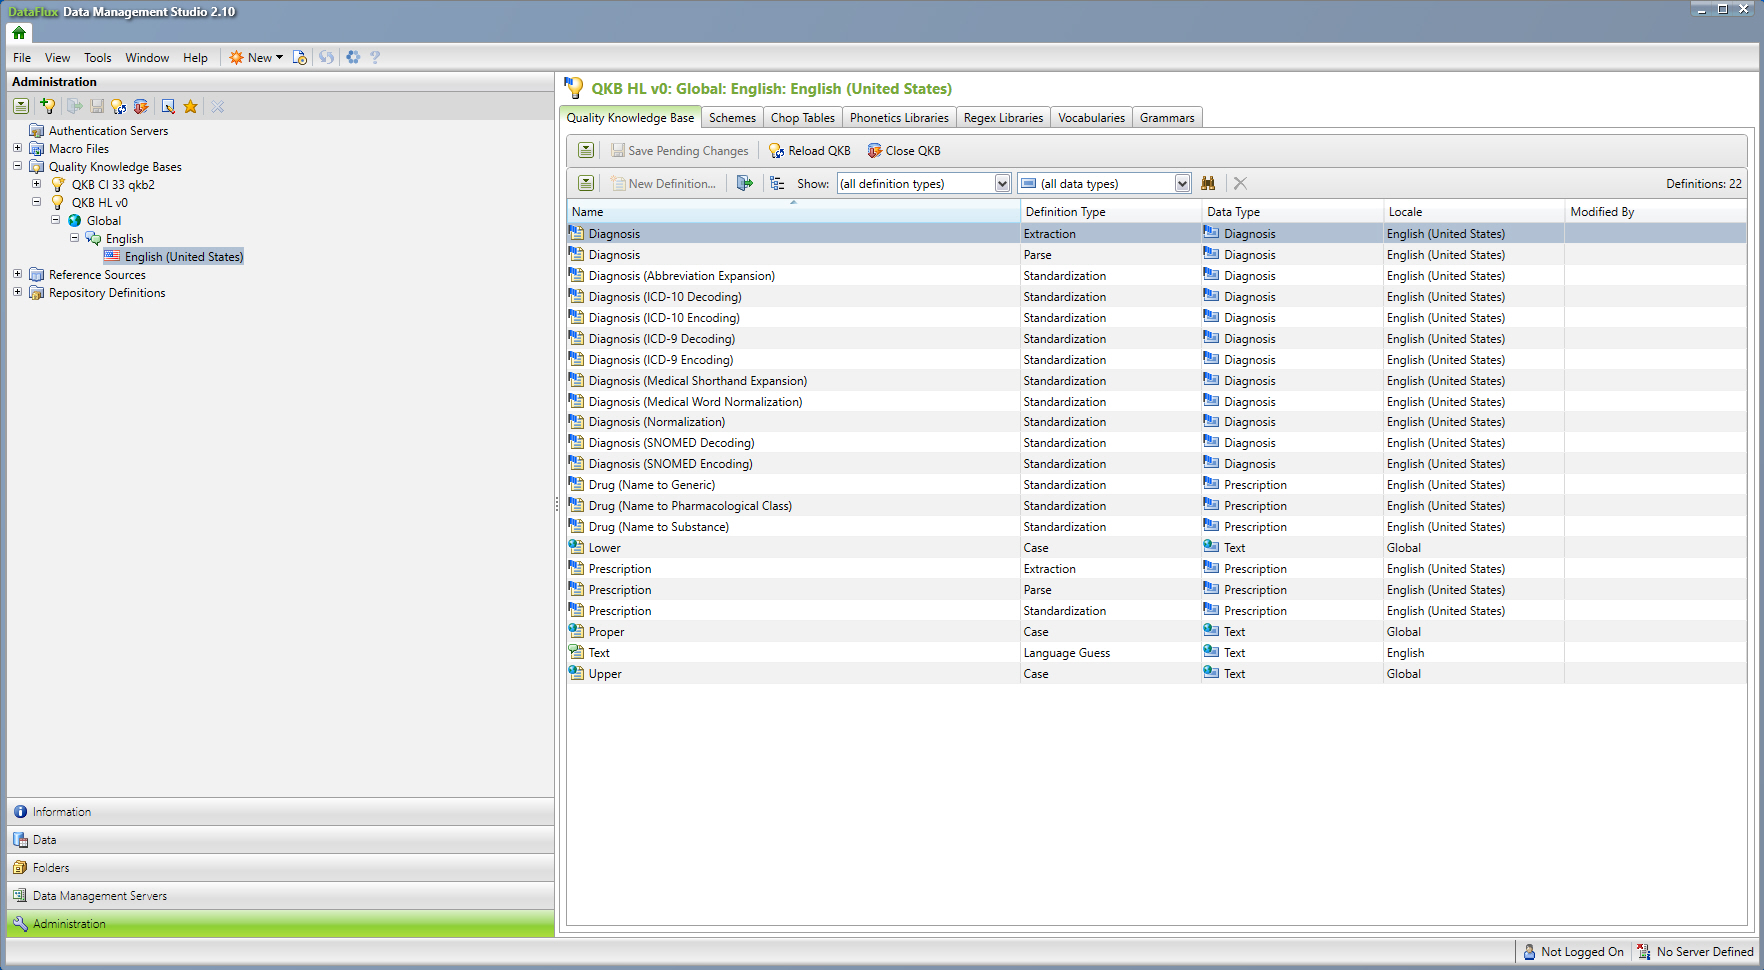 DataFlux Data Management Studio 2.10
File View Tools Window Help New
Administration
Authentication Servers
Macro Files
Quality Knowledge Bases
QKB CI 33 qkb2
QKB HL v0
Global
English
English (United States)
Reference Sources
Repository Definitions
Information
Data
Folders
Data Management Servers
Administration
QKB HL v0: Global: English: English (United States)
Quality Knowledge Base Schemes Chop Tables Phonetics Libraries Regex Libraries Vocabularies Grammars
Save Pending Changes Reload QKB Close QKB
New Definition... Show: (all definition types) (all data types) Definitions: 22
Name Definition Type Data Type Locale Modified By
Diagnosis Extraction Diagnosis English (United States)
Diagnosis Parse Diagnosis English (United States)
Diagnosis (Abbreviation Expansion) Standardization Diagnosis English (United States)
Diagnosis (ICD-10 Decoding) Standardization Diagnosis English (United States)
Diagnosis (ICD-10 Encoding) Standardization Diagnosis English (United States)
Diagnosis (ICD-9 Decoding) Standardization Diagnosis English (United States)
Diagnosis (ICD-9 Encoding) Standardization Diagnosis English (United States)
Diagnosis (Medical Shorthand Expansion) Standardization Diagnosis English (United States)
Diagnosis (Medical Word Normalization) Standardization Diagnosis English (United States)
Diagnosis (Normalization) Standardization Diagnosis English (United States)
Diagnosis (SNOMED Decoding) Standardization Diagnosis English (United States)
Diagnosis (SNOMED Encoding) Standardization Diagnosis English (United States)
Drug (Name to Generic) Standardization Prescription English (United States)
Drug (Name to Pharmacological Class) Standardization Prescription English (United States)
Drug (Name to Substance) Standardization Prescription English (United States)
Lower Case Text Global
Prescription Extraction Prescription English (United States)
Prescription Parse Prescription English (United States)
Prescription Standardization Prescription English (United States)
Proper Case Text Global
Text Language Guess Text English
Upper Case Text Global
Not Logged On No Server Defined